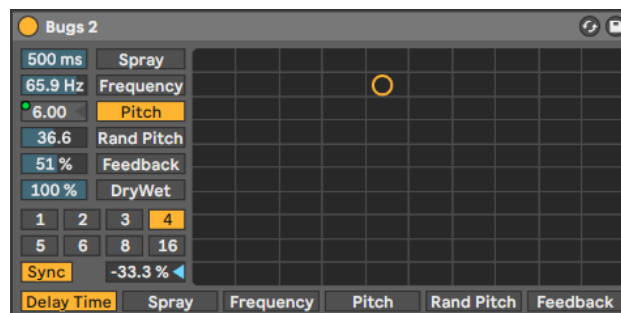 Bugs 2
500 ms Spray
65.9 Hz Frequency
6.00 Pitch
36.6 Rand Pitch
51 % Feedback
100 % DryWet
1 2 3 4
5 6 8 16
Sync -33.3 %
Delay Time Spray Frequency Pitch Rand Pitch Feedback